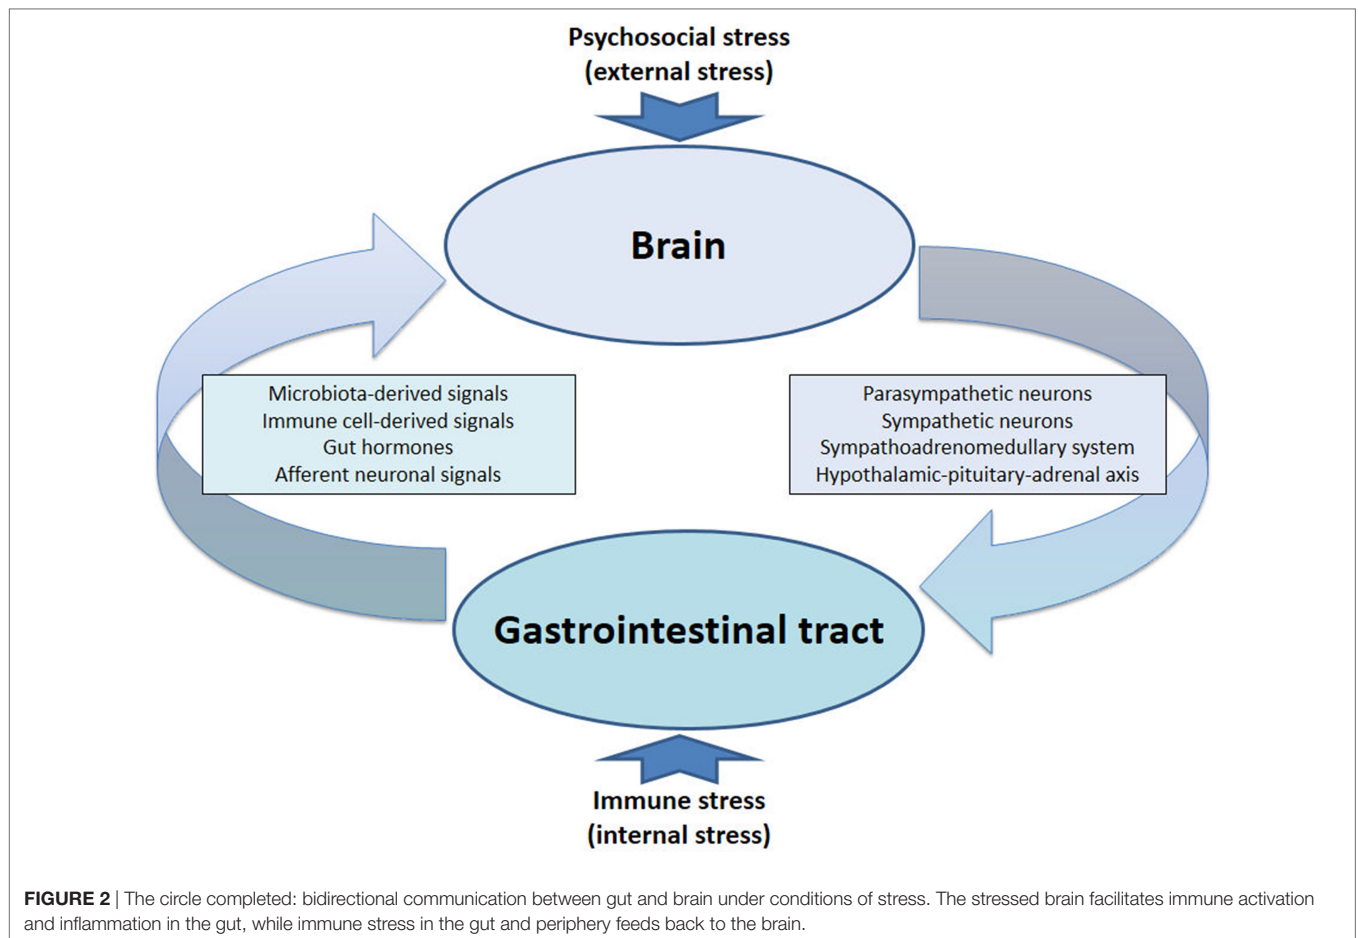 Psychosocial stress
(external stress)
Brain
Microbiota-derived signals
Immune cell-derived signals
Gut hormones
Afferent neuronal signals
Parasympathetic neurons
Sympathetic neurons
Sympathoadrenomedullary system
Hypothalamic-pituitary-adrenal axis
Gastrointestinal tract
Immune stress
(internal stress)
FIGURE 2 | The circle completed: bidirectional communication between gut and brain under conditions of stress. The stressed brain facilitates immune activation
and inflammation in the gut, while immune stress in the gut and periphery feeds back to the brain.